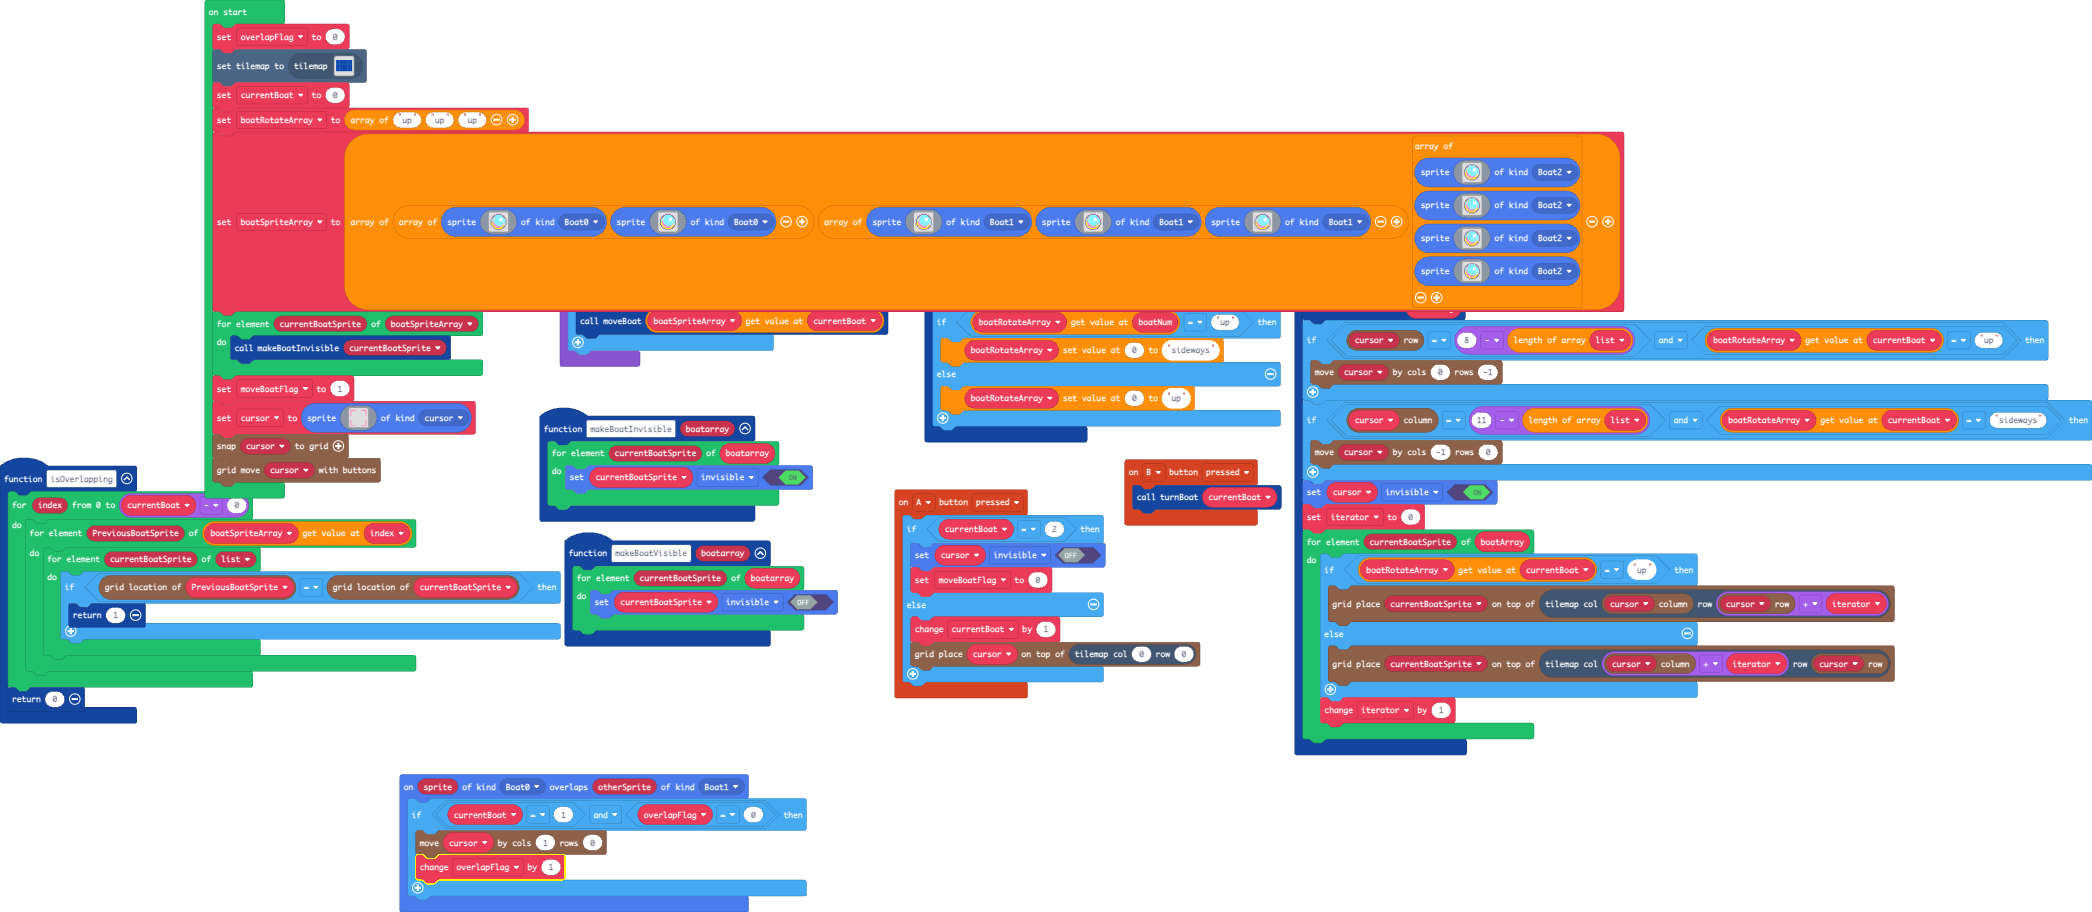 on start
set overlapFlag to 0
set tilemap to tilemap
set currentBoat to 0
set boatRotateArray to array of "up" "up" "up"
set boatSpriteArray to array of array of sprite of kind Boat0 sprite of kind Boat0 array of sprite of kind Boat1 sprite of kind Boat1 sprite of kind Boat1 array of
sprite of kind Boat2
sprite of kind Boat2
sprite of kind Boat2
sprite of kind Boat2
for element currentBoatSprite of boatSpriteArray
do call makeBoatInvisible currentBoatSprite
set moveBoatFlag to 1
set cursor to sprite of kind cursor
snap cursor to grid
grid move cursor with buttons
function isOverlapping
for index from 0 to currentBoat - 0
do for element PreviousBoatSprite of boatSpriteArray get value at index
do for element currentBoatSprite of list
do if grid location of PreviousBoatSprite = grid location of currentBoatSprite then
return 1
return 0
call moveBoat boatSpriteArray get value at currentBoat
function makeBoatInvisible boatarray
for element currentBoatSprite of boatarray
do set currentBoatSprite invisible ON
function makeBoatVisible boatarray
for element currentBoatSprite of boatarray
do set currentBoatSprite invisible OFF
if boatRotateArray get value at boatNum = "up" then
boatRotateArray set value at 0 to "sideways"
else
boatRotateArray set value at 0 to "up"
on A button pressed
if currentBoat = 2 then
set cursor invisible OFF
set moveBoatFlag to 0
else
change currentBoat by 1
grid place cursor on top of tilemap col 0 row 0
on B button pressed
call turnBoat currentBoat
if cursor row = 8 - length of array list and boatRotateArray get value at currentBoat = "up" then
move cursor by cols 0 rows -1
if cursor column = 11 - length of array list and boatRotateArray get value at currentBoat = "sideways" then
move cursor by cols -1 rows 0
set cursor invisible ON
set iterator to 0
for element currentBoatSprite of boatArray
do if boatRotateArray get value at currentBoat = "up" then
grid place currentBoatSprite on top of tilemap col cursor column row cursor row + iterator
else
grid place currentBoatSprite on top of tilemap col cursor column + iterator row cursor row
change iterator by 1
on sprite of kind Boat0 overlaps otherSprite of kind Boat1
if currentBoat = 1 and overlapFlag = 0 then
move cursor by cols 1 rows 0
change overlapFlag by 1